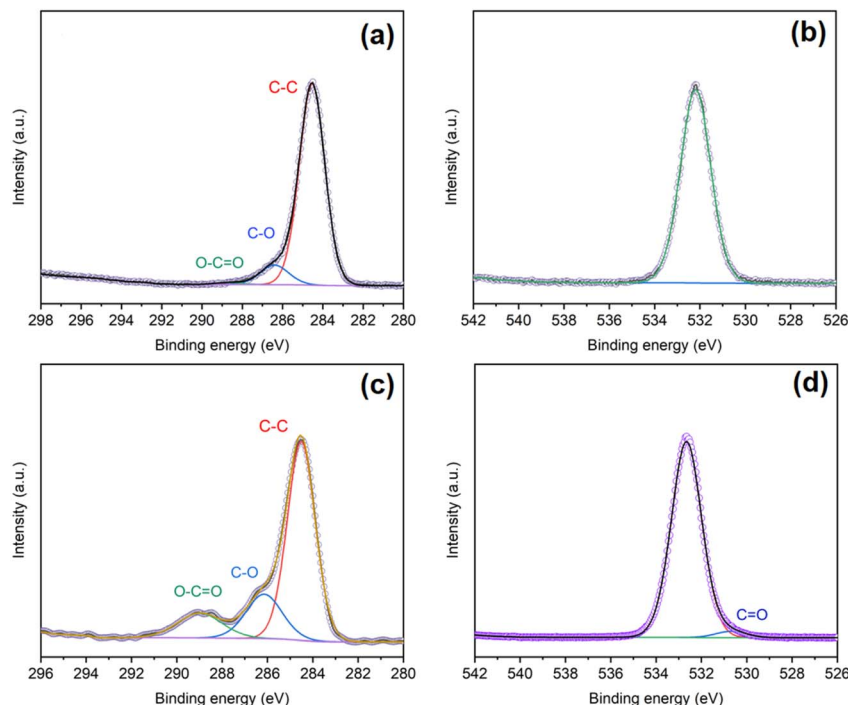 (a)
C-C
C-O
O-C=O
Intensity (a.u.)
298 296 294 292 290 288 286 284 282 280
Binding energy (eV)
(b)
Intensity (a.u.)
542 540 538 536 534 532 530 528 526
Binding energy (eV)
(c)
C-C
C-O
O-C=O
Intensity (a.u.)
296 294 292 290 288 286 284 282 280
Binding energy (eV)
(d)
C=O
Intensity (a.u.)
542 540 538 536 534 532 530 528 526
Binding energy (eV)